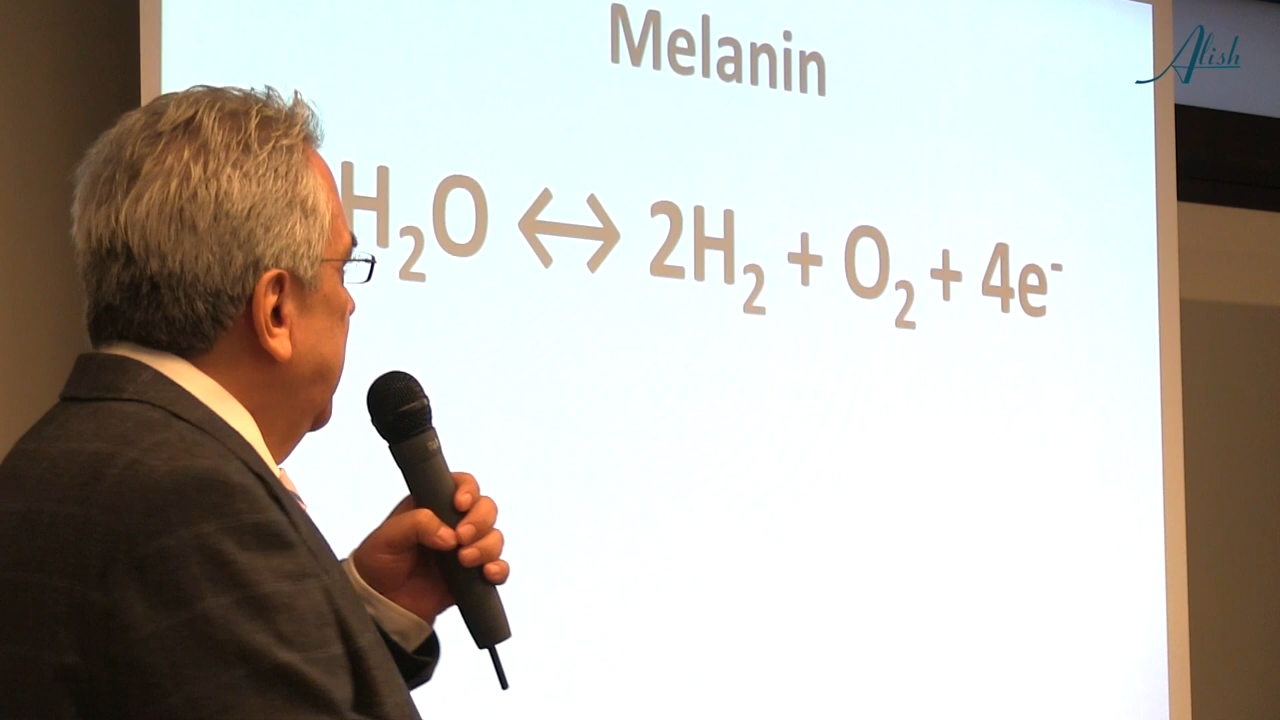 Alish
Melanin
H₂O ↔ 2H₂ + O₂ + 4e⁻